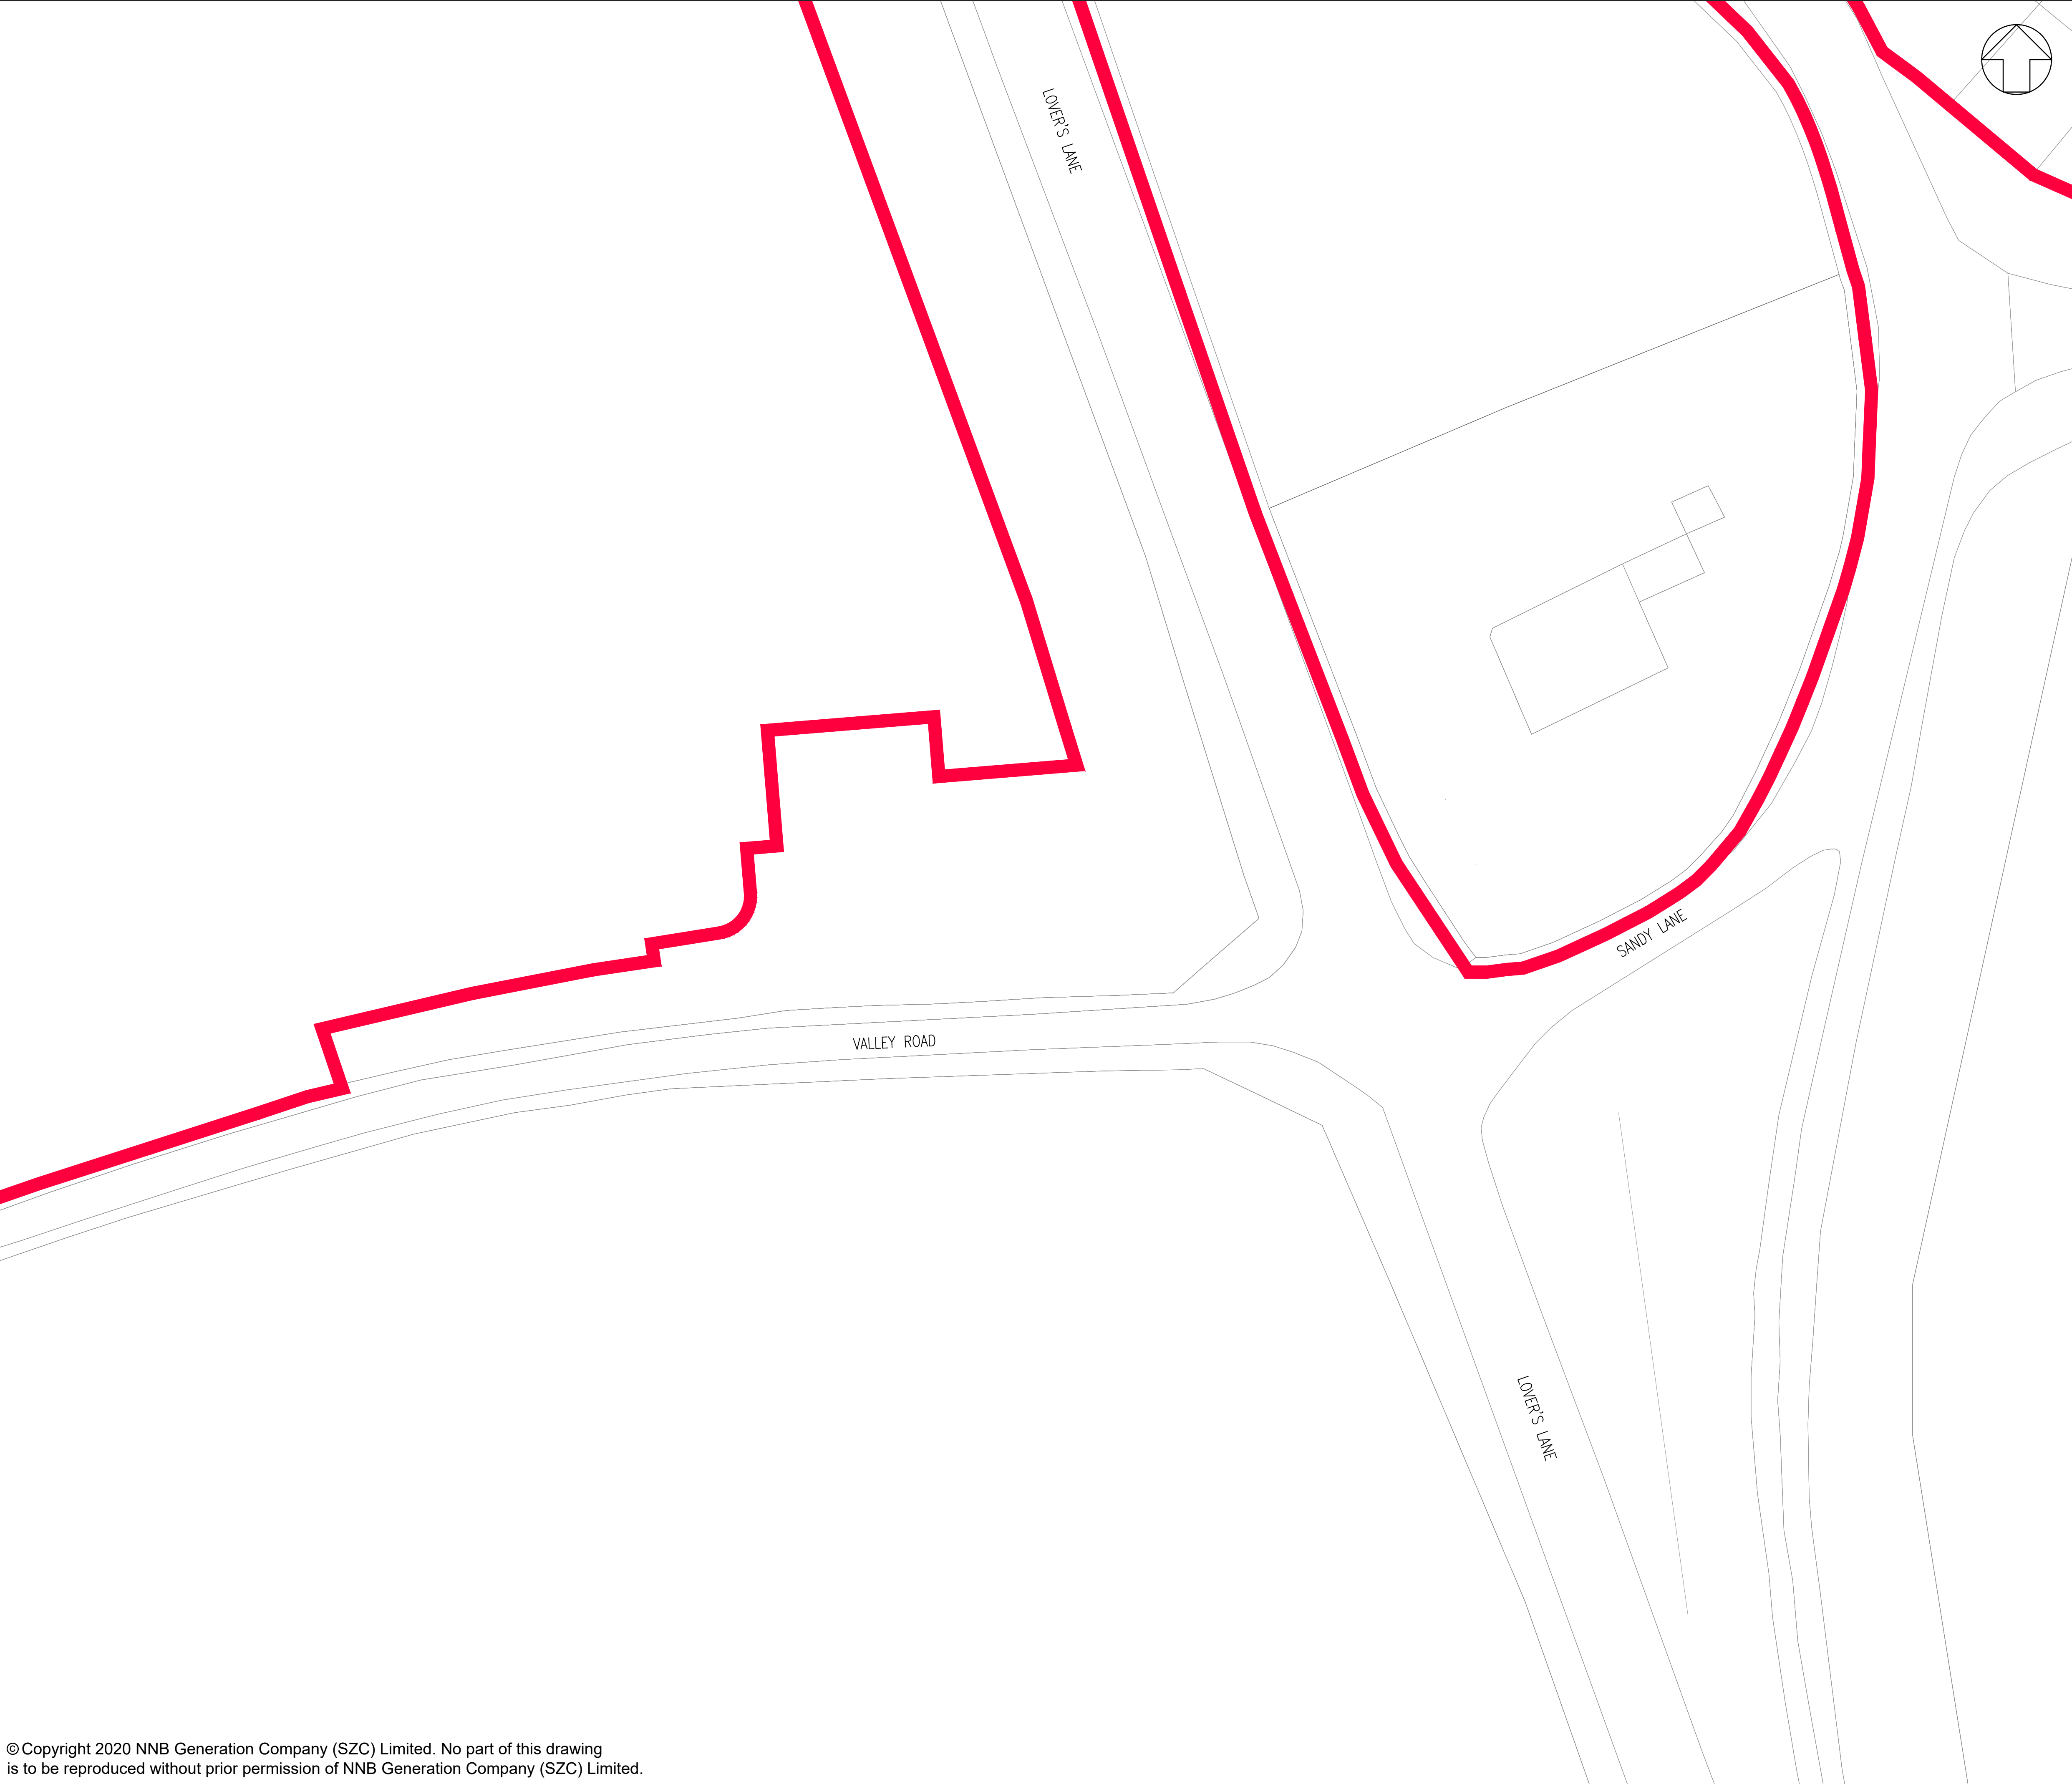 LOVER'S LANE
SANDY LANE
VALLEY ROAD
LOVER'S LANE
© Copyright 2020 NNB Generation Company (SZC) Limited. No part of this drawing
is to be reproduced without prior permission of NNB Generation Company (SZC) Limited.